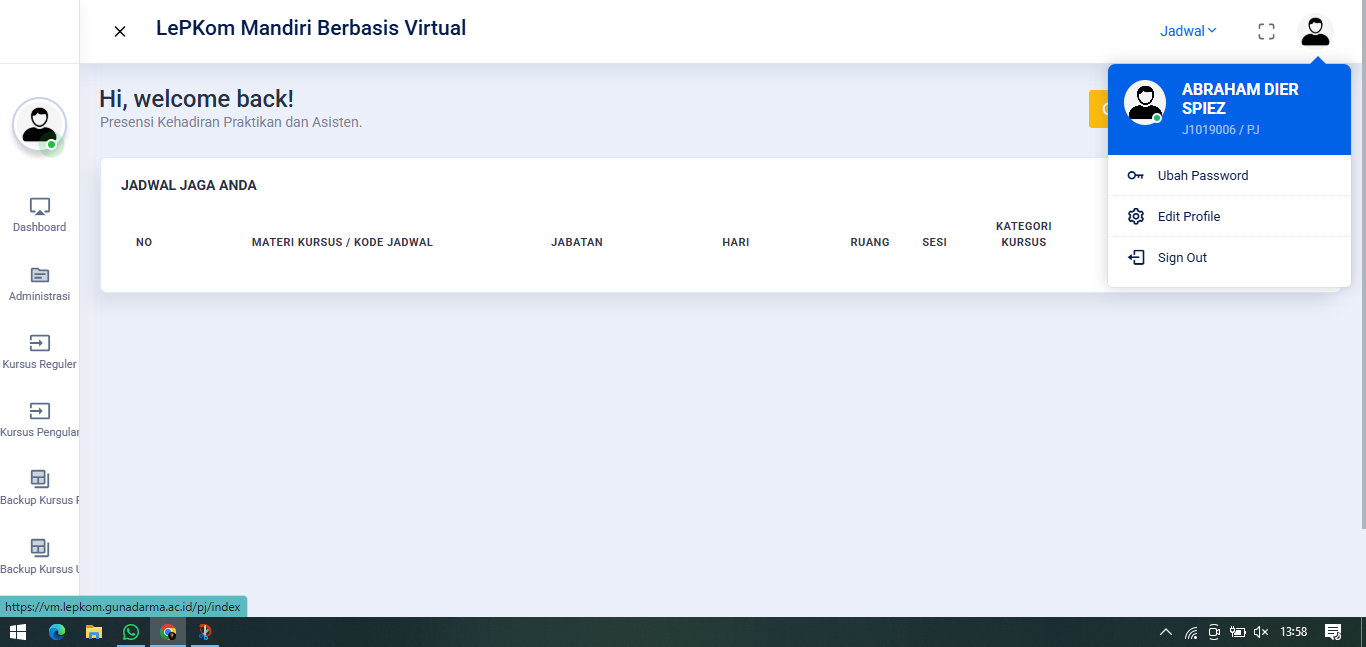 LePKom Mandiri Berbasis Virtual
Jadwal
Hi, welcome back!
Presensi Kehadiran Praktikan dan Asisten.
ABRAHAM DIER
SPIEZ
J1019006 / PJ
Ubah Password
Edit Profile
Sign Out
JADWAL JAGA ANDA
NO
MATERI KURSUS / KODE JADWAL
JABATAN
HARI
RUANG
SESI
KATEGORI
KURSUS
Dashboard
Administrasi
Kursus Reguler
Kursus Pengular
Backup Kursus
Backup Kursus
https://vm.lepkom.gunadarma.ac.id/pj/index
13:58